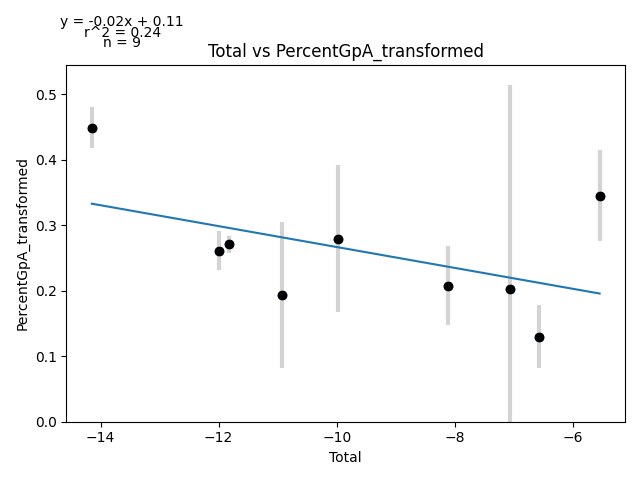 y = -0.02x + 0.11
r^2 = 0.24
n = 9
Total vs PercentGpA_transformed
PercentGpA_transformed
0.5
0.4
0.3
0.2
0.1
0.0
−14
−12
−10
−8
−6
Total